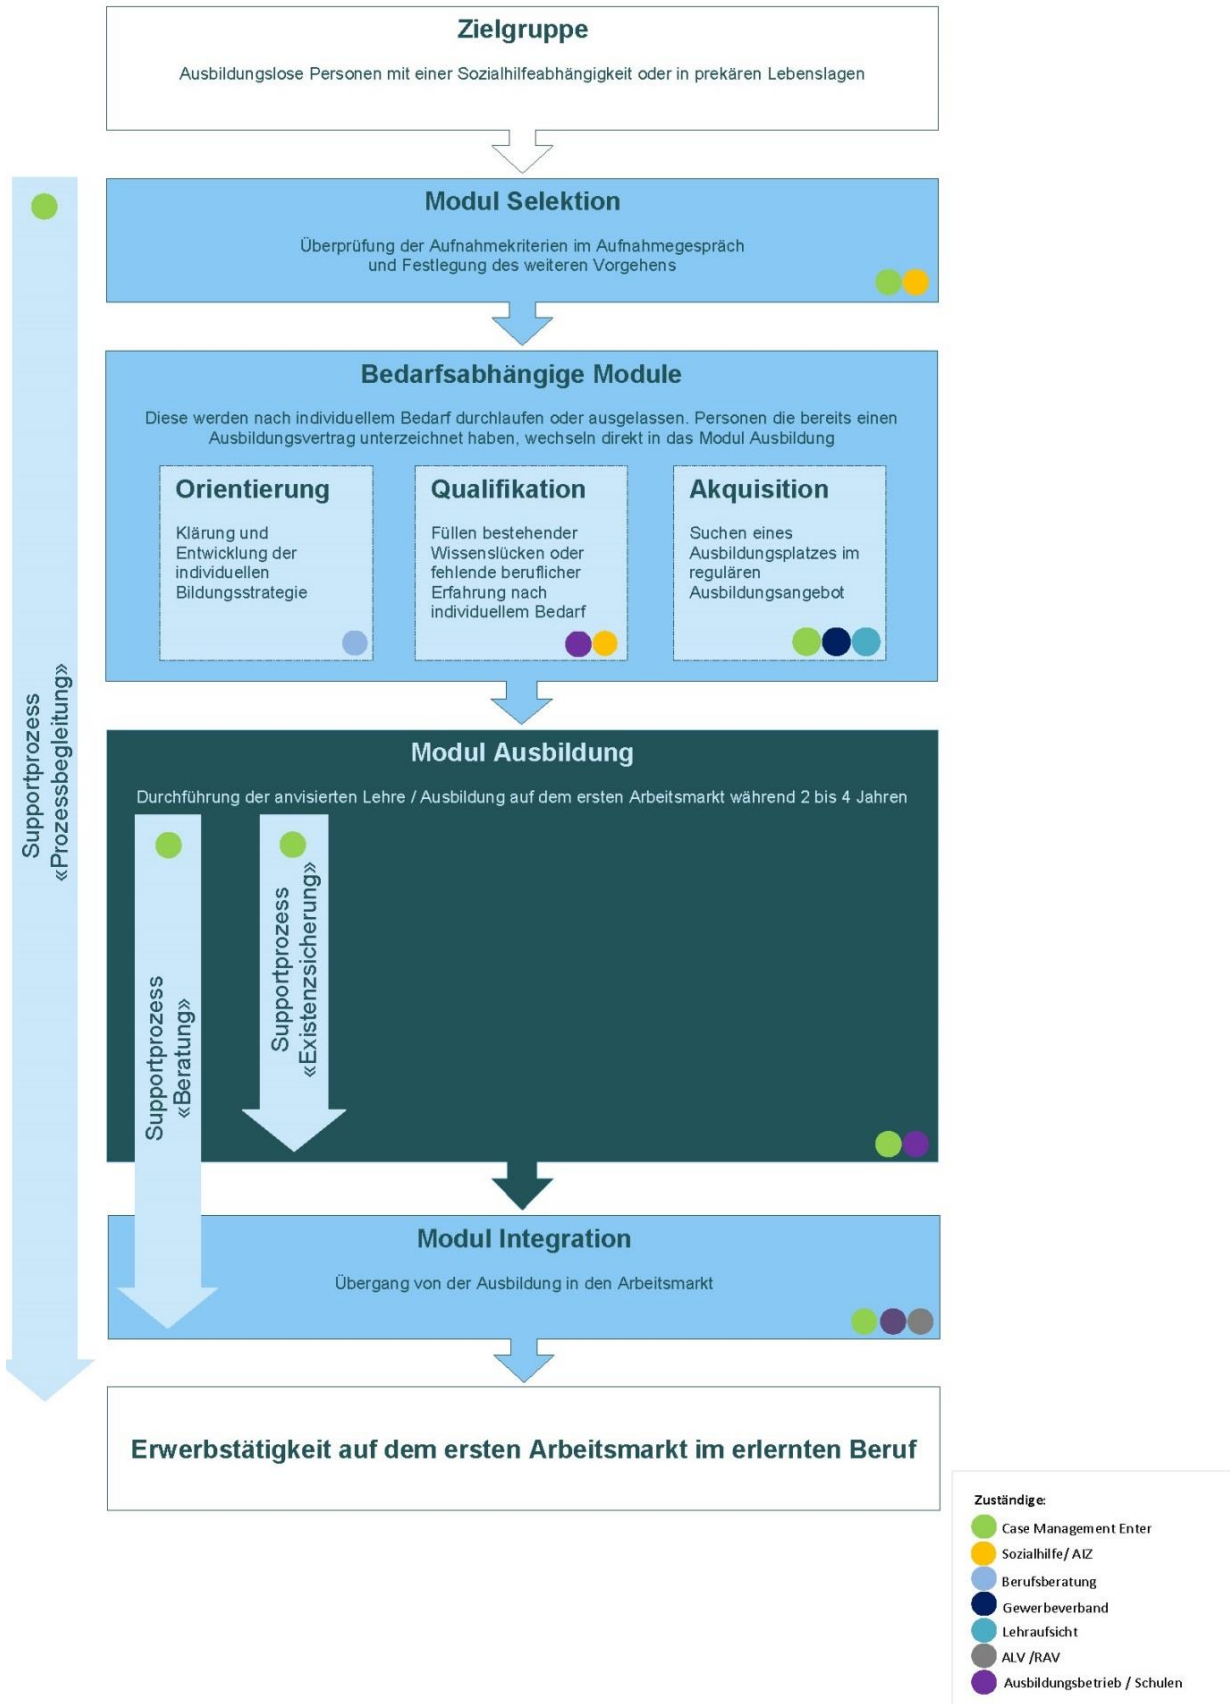 Zielgruppe
Ausbildungslose Personen mit einer Sozialhilfeabhängigkeit oder in prekären Lebenslagen
Modul Selektion
Überprüfung der Aufnahmekriterien im Aufnahmegespräch
und Festlegung des weiteren Vorgehens
Bedarfsabhängige Module
Diese werden nach individuellem Bedarf durchlaufen oder ausgelassen. Personen die bereits einen
Ausbildungsvertrag unterzeichnet haben, wechseln direkt in das Modul Ausbildung
Orientierung
Klärung und
Entwicklung der
individuellen
Bildungsstrategie
Qualifikation
Füllen bestehender
Wissenslücken oder
fehlende beruflicher
Erfahrung nach
individuellem Bedarf
Akquisition
Suchen eines
Ausbildungsplatzes im
regulären
Ausbildungsangebot
Supportprozess
«Prozessbegleitung»
Modul Ausbildung
Durchführung der anvisierten Lehre / Ausbildung auf dem ersten Arbeitsmarkt während 2 bis 4 Jahren
Supportprozess
«Beratung»
Supportprozess
«Existenzsicherung»
Modul Integration
Übergang von der Ausbildung in den Arbeitsmarkt
Erwerbstätigkeit auf dem ersten Arbeitsmarkt im erlernten Beruf
Zuständige:
Case Management Enter
Sozialhilfe/ AIZ
Berufsberatung
Gewerbeverband
Lehraufsicht
ALV /RAV
Ausbildungsbetrieb / Schulen